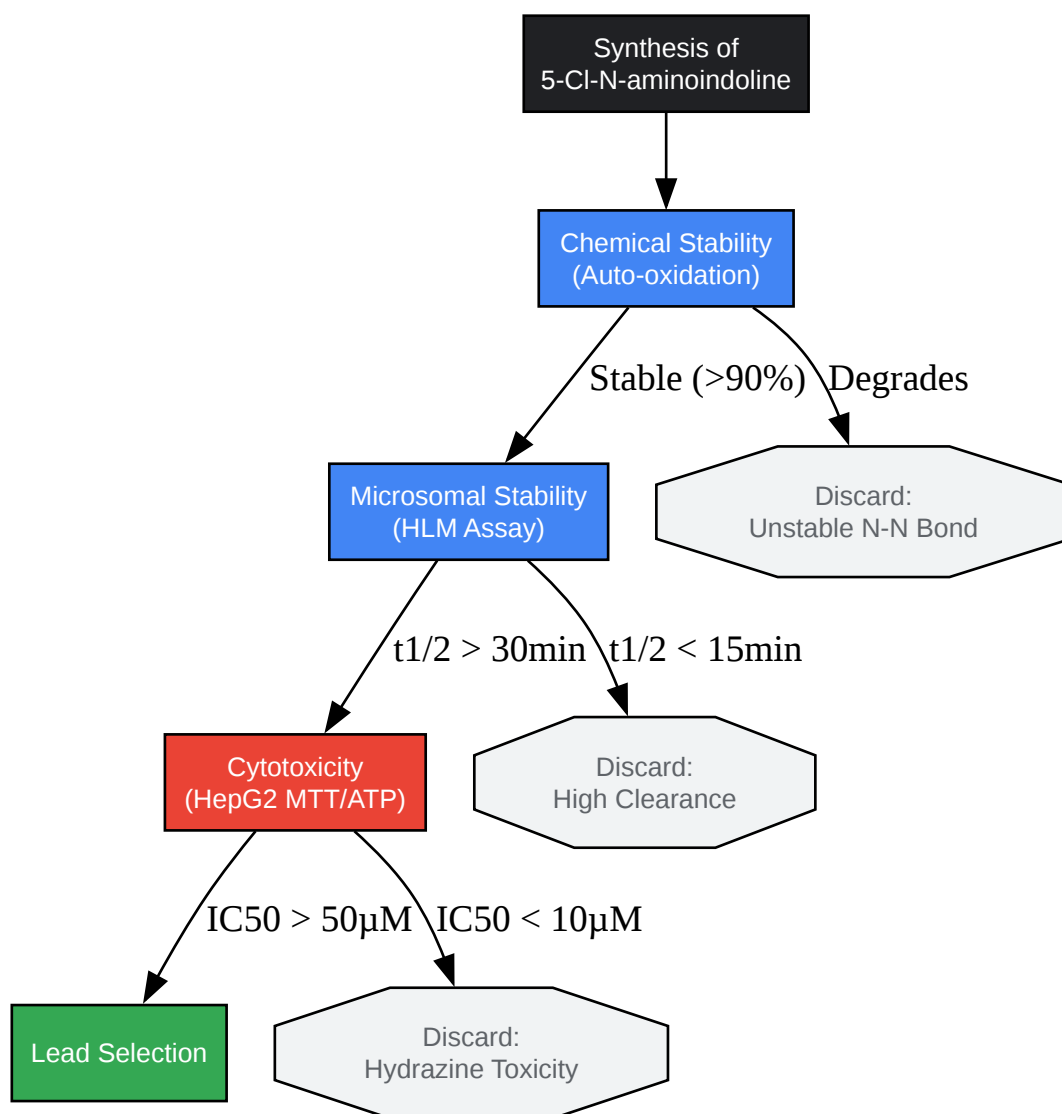 Synthesis of
5-Cl-N-aminoindoline
Chemical Stability
(Auto-oxidation)
Stable (>90%)
Degrades
Microsomal Stability
(HLM Assay)
Discard:
Unstable N-N Bond
t1/2 > 30min
t1/2 < 15min
Cytotoxicity
(HepG2 MTT/ATP)
Discard:
High Clearance
IC50 > 50µM
IC50 < 10µM
Lead Selection
Discard:
Hydrazine Toxicity